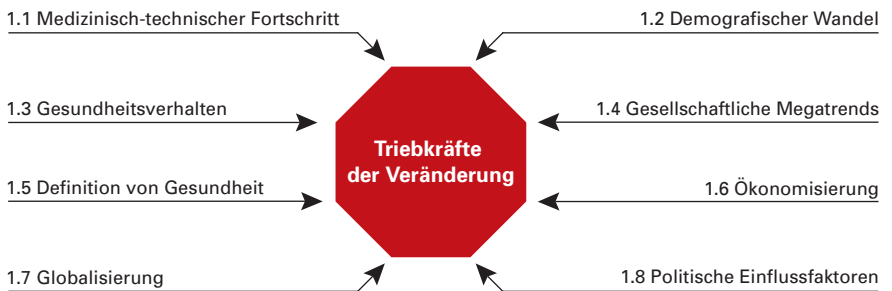 1.1 Medizinisch-technischer Fortschritt
1.2 Demografischer Wandel
1.3 Gesundheitsverhalten
1.4 Gesellschaftliche Megatrends
Triebkräfte
der Veränderung
1.5 Definition von Gesundheit
1.6 Ökonomisierung
1.7 Globalisierung
1.8 Politische Einflussfaktoren